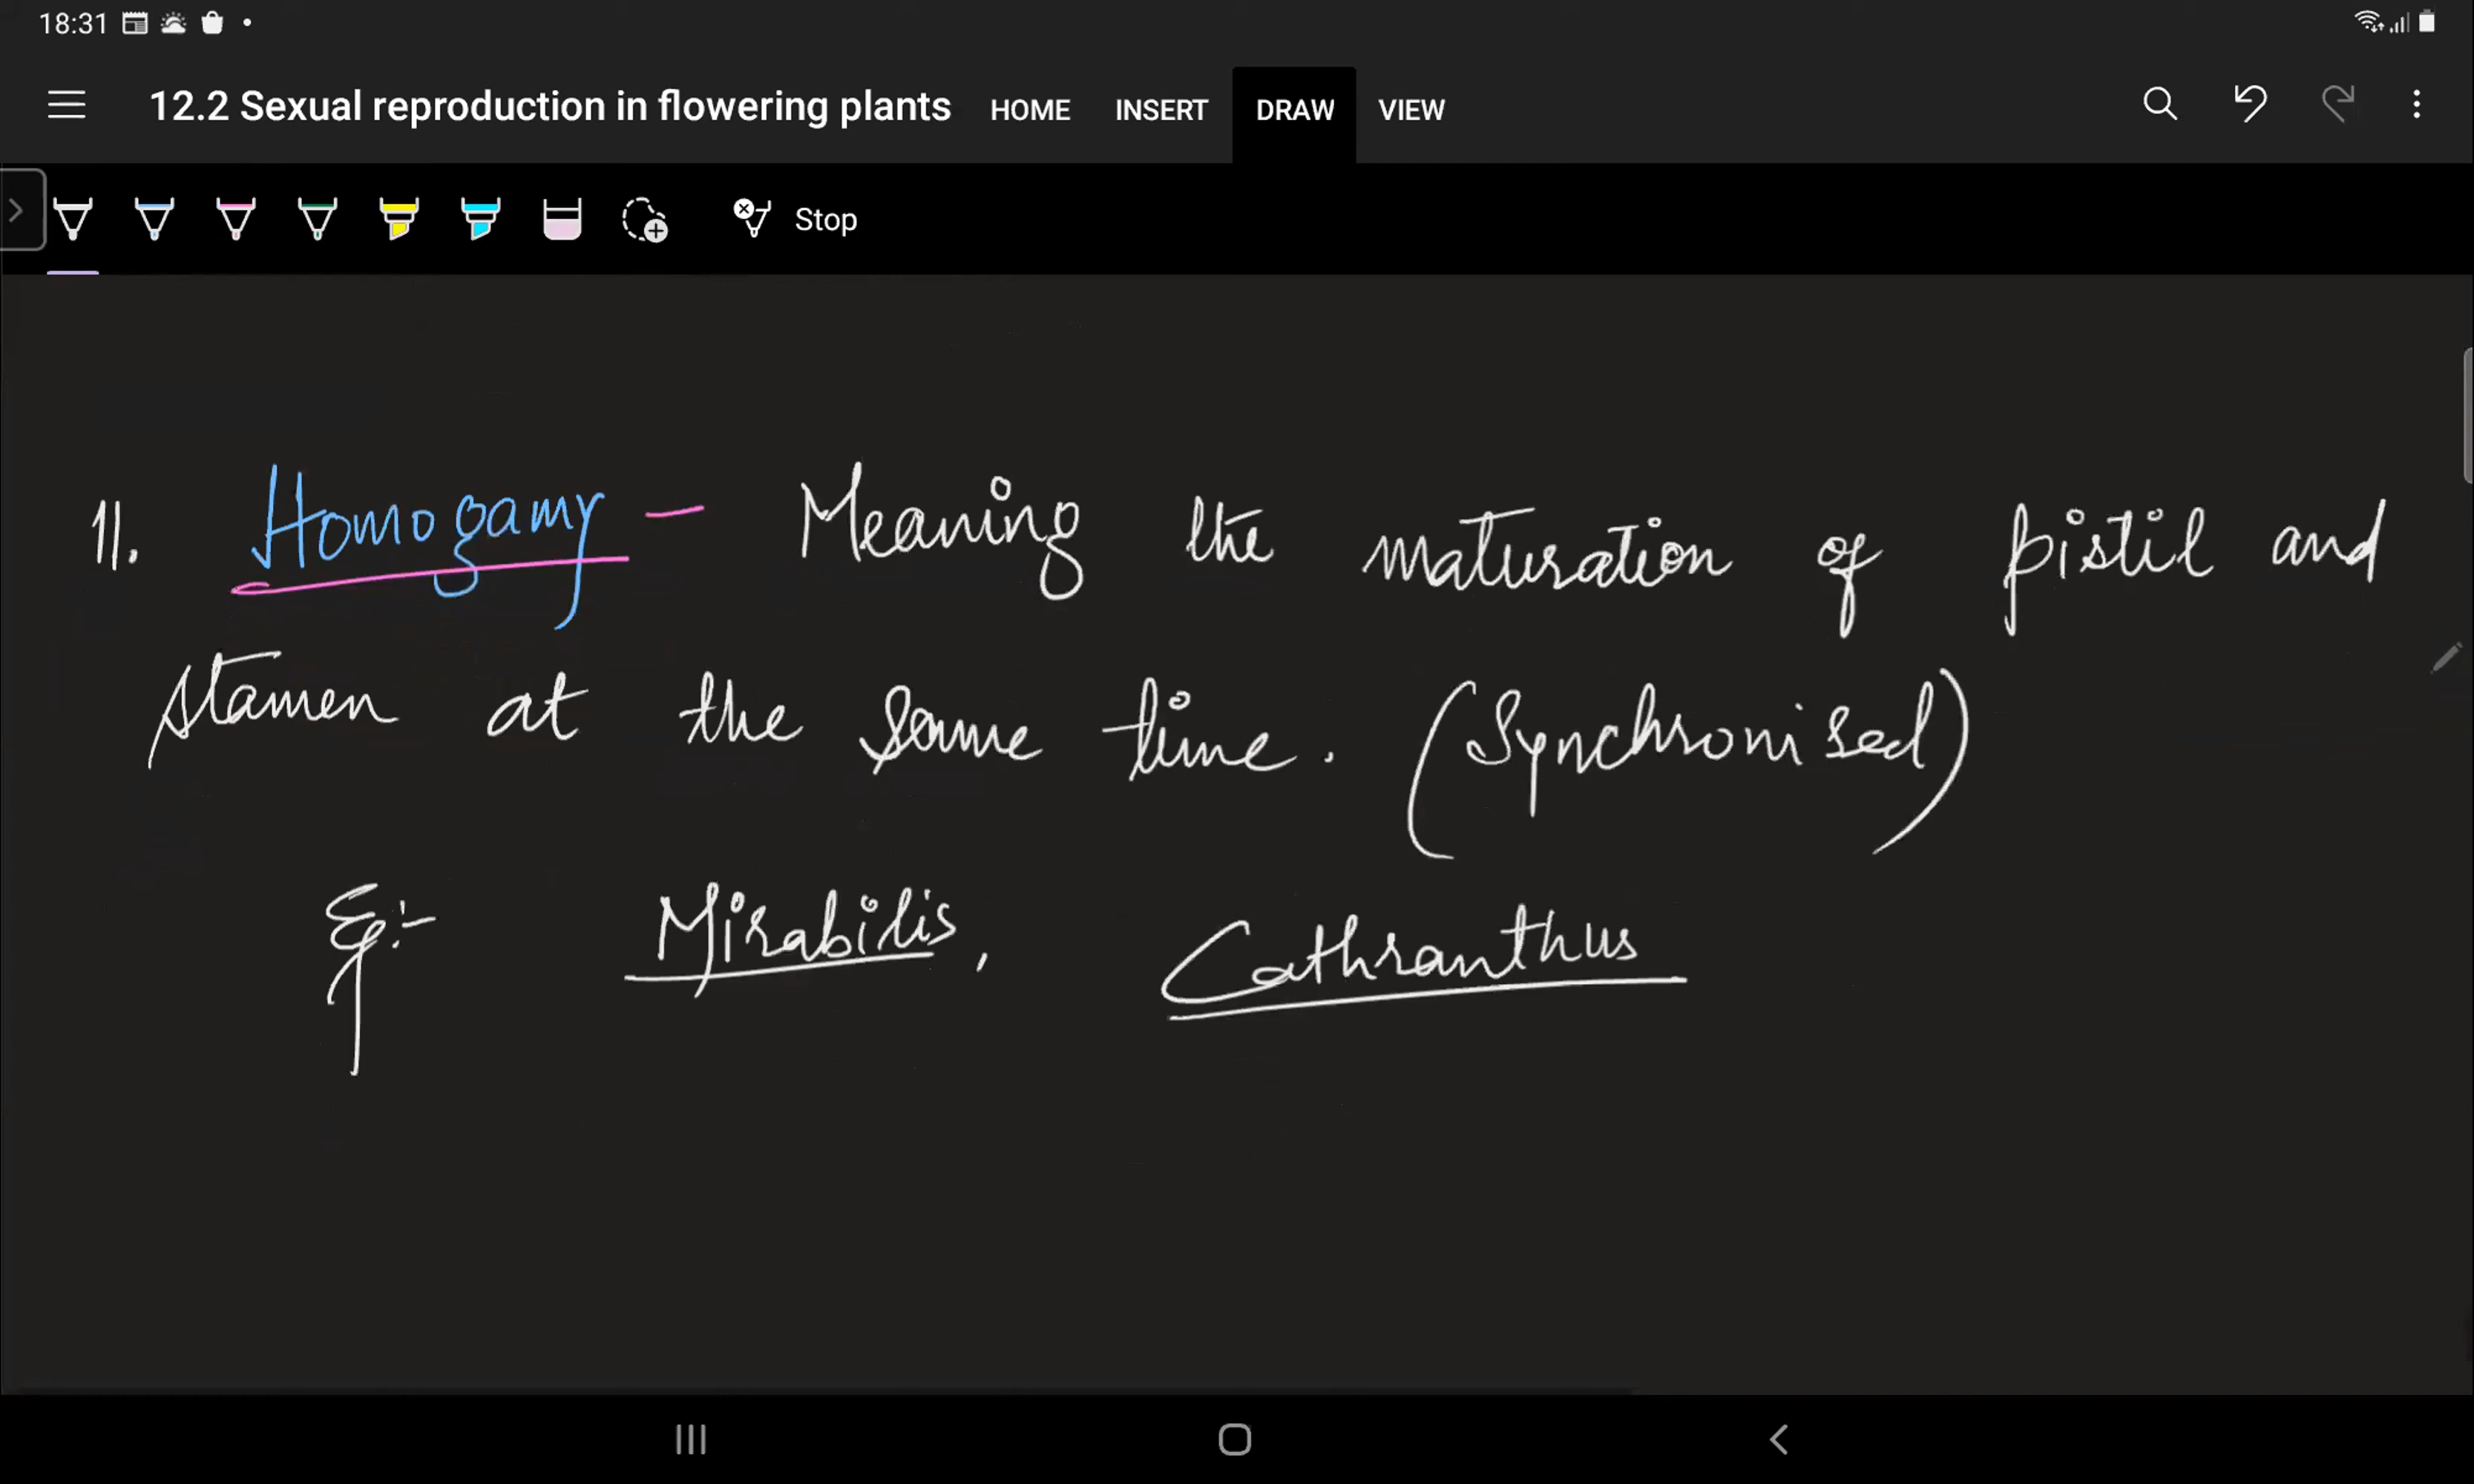 18:31
12.2 Sexual reproduction in flowering plants HOME INSERT DRAW VIEW
Stop
11. Homogamy - Meaning the maturation of pistil and
stamen at the same time. (Synchronised)
Eg:- Mirabilis, Cathranthus